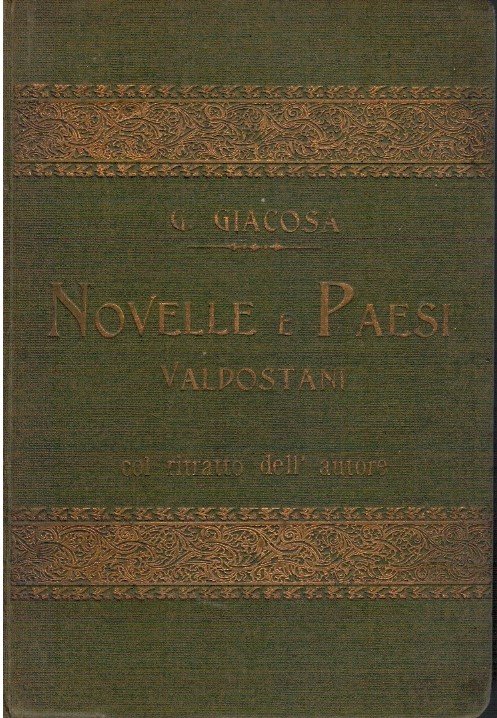 G. GIACOSA
NOVELLE E PAESI
VALDOSTANI
col ritratto dell' autore